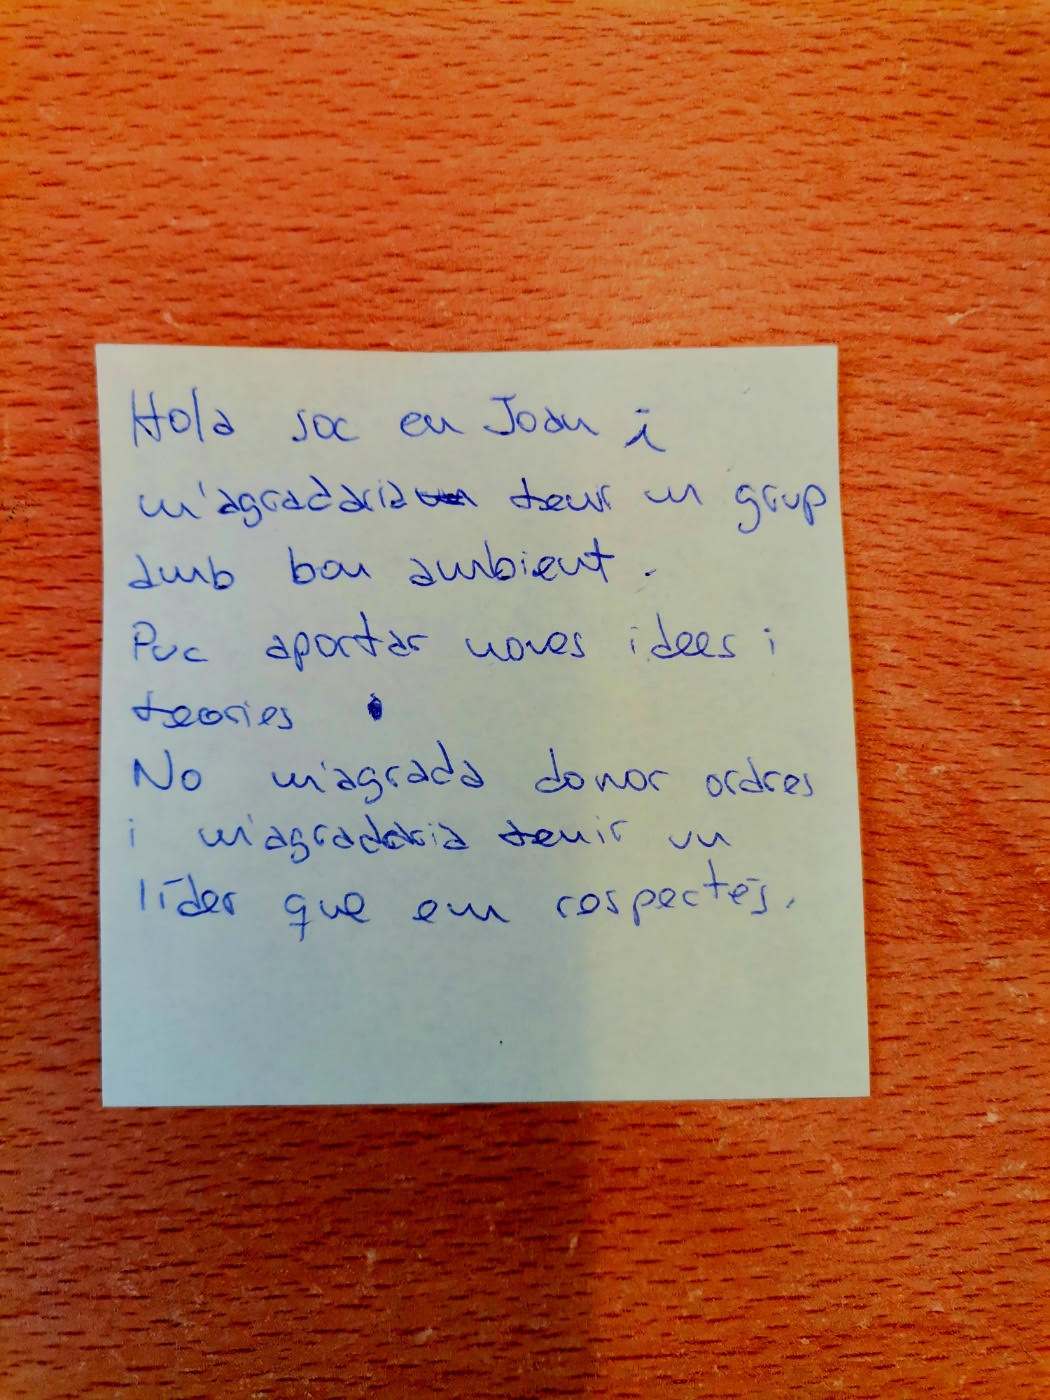 Hola soc en Joan i
m'agradaria tenir un grup
amb bon ambient.
Puc aportar noves idees i
teories
No m'agrada donar ordres
i m'agradaria tenir un
líder que em respectés.